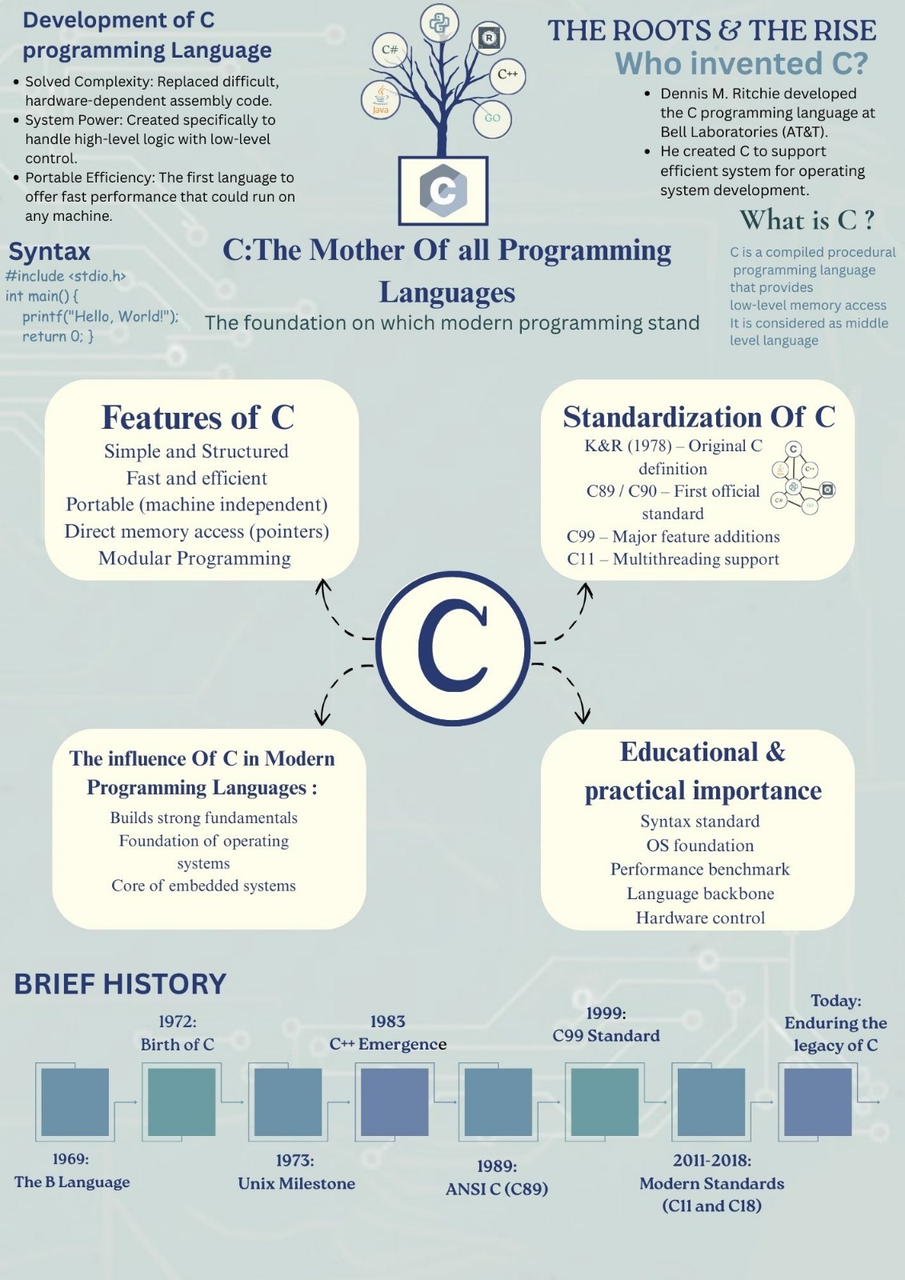 Development of C
programming Language
• Solved Complexity: Replaced difficult,
hardware-dependent assembly code.
• System Power: Created specifically to
handle high-level logic with low-level
control.
• Portable Efficiency: The first language to
offer fast performance that could run on
any machine.
C#
R
C++
Java
GO
C
THE ROOTS & THE RISE
Who invented C?
• Dennis M. Ritchie developed
the C programming language at
Bell Laboratories (AT&T).
• He created C to support
efficient system for operating
system development.
What is C ?
C is a compiled procedural
programming language
that provides
low-level memory access
It is considered as middle
level language
Syntax
#include <stdio.h>
int main() {
printf("Hello, World!");
return 0; }
C:The Mother Of all Programming
Languages
The foundation on which modern programming stand
Features of C
Simple and Structured
Fast and efficient
Portable (machine independent)
Direct memory access (pointers)
Modular Programming
Standardization Of C
K&R (1978) – Original C
definition
C89 / C90 – First official
standard
C99 – Major feature additions
C11 – Multithreading support
C
C++
C#
GO
C
The influence Of C in Modern
Programming Languages :
Builds strong fundamentals
Foundation of operating
systems
Core of embedded systems
Educational &
practical importance
Syntax standard
OS foundation
Performance benchmark
Language backbone
Hardware control
BRIEF HISTORY
1969:
The B Language
1972:
Birth of C
1973:
Unix Milestone
1983
C++ Emergence
1989:
ANSI C (C89)
1999:
C99 Standard
2011-2018:
Modern Standards
(C11 and C18)
Today:
Enduring the
legacy of C